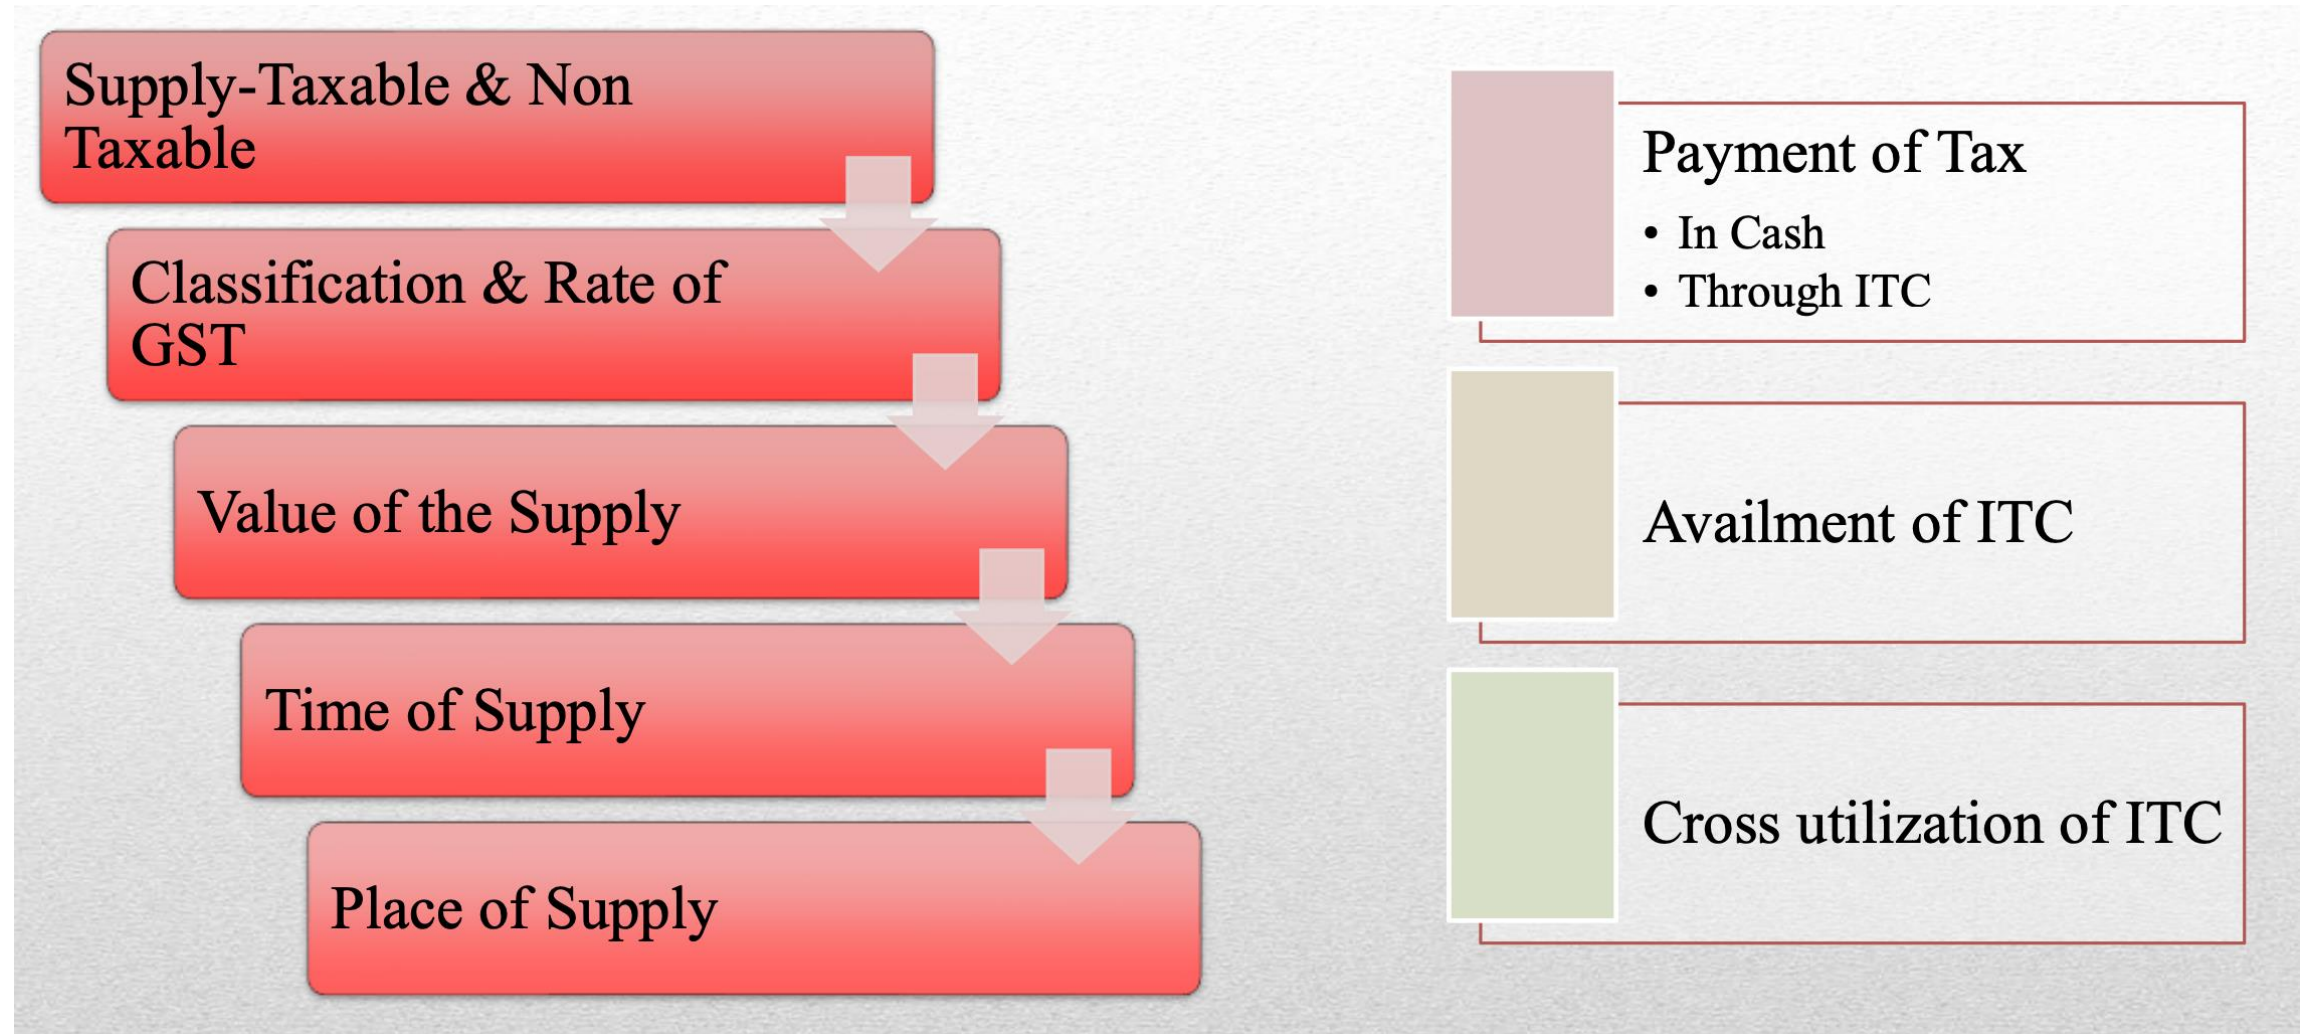 Supply-Taxable & Non
Taxable
Classification & Rate of
GST
Value of the Supply
Time of Supply
Place of Supply
Payment of Tax
• In Cash
• Through ITC
Availment of ITC
Cross utilization of ITC